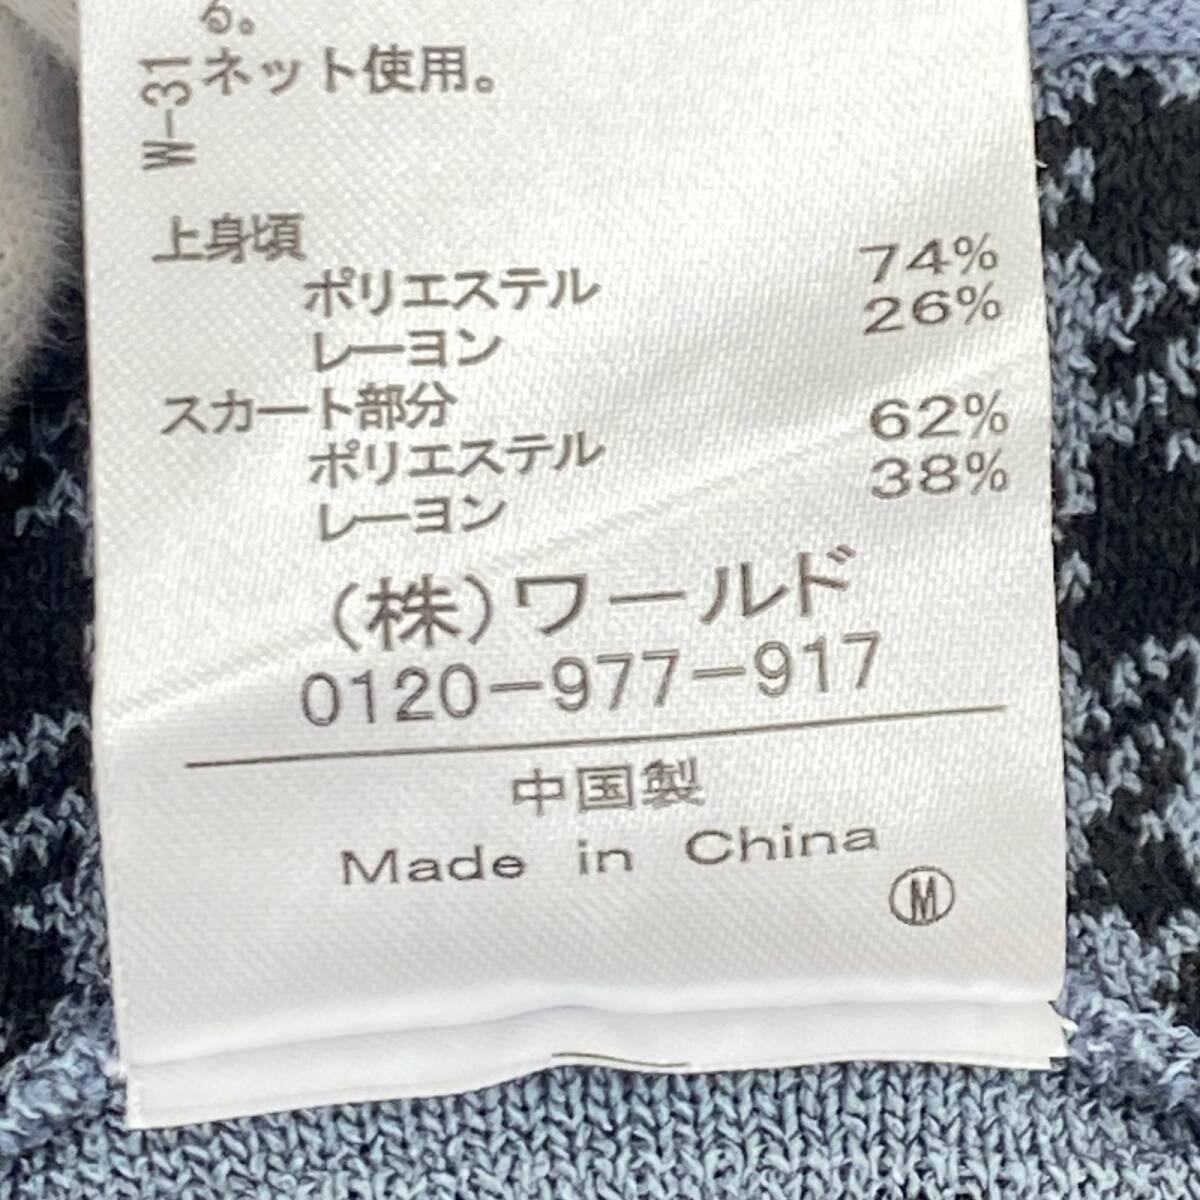 る。
ネット使用。
W-31
上身頃
ポリエステル 74%
レーヨン 26%
スカート部分
ポリエステル 62%
レーヨン 38%
(株)ワールド
0120-977-917
中国製
Made in China
M